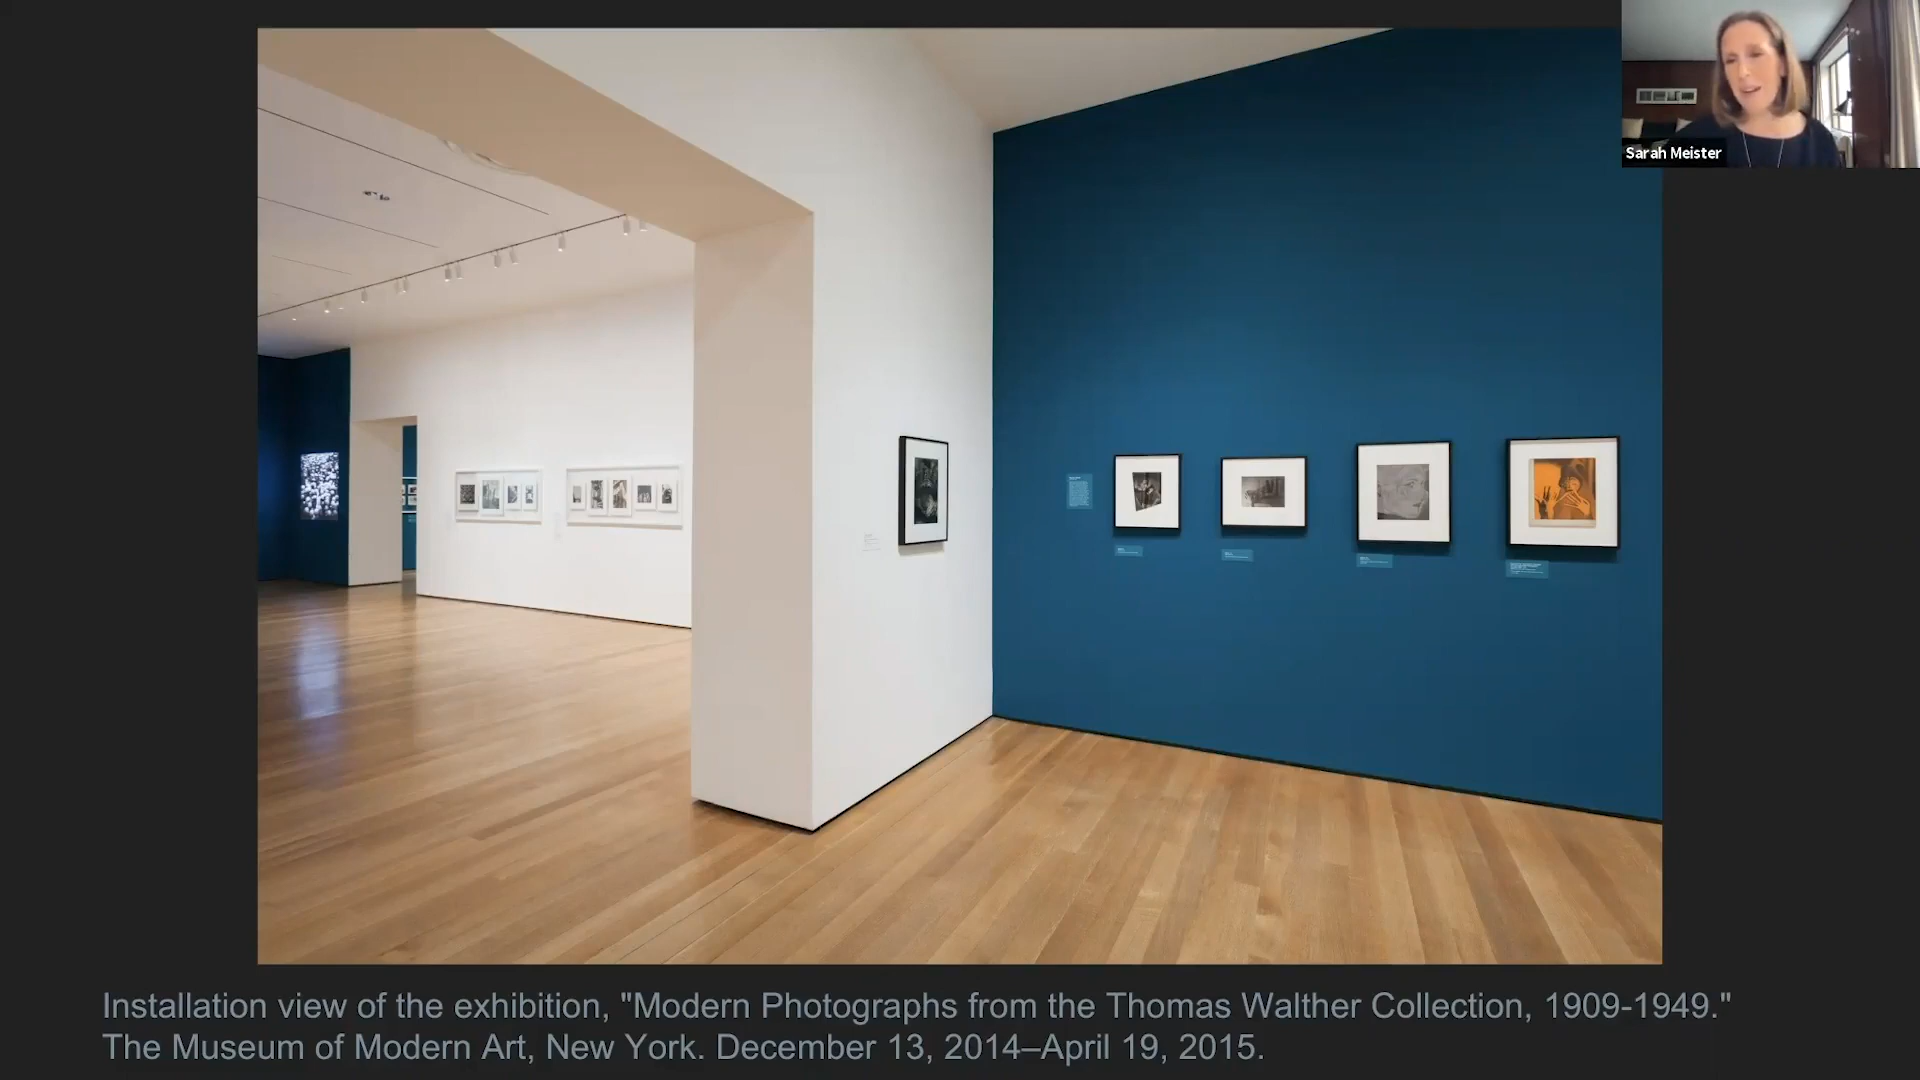 Sarah Meister
Installation view of the exhibition, "Modern Photographs from the Thomas Walther Collection, 1909-1949."
The Museum of Modern Art, New York. December 13, 2014–April 19, 2015.